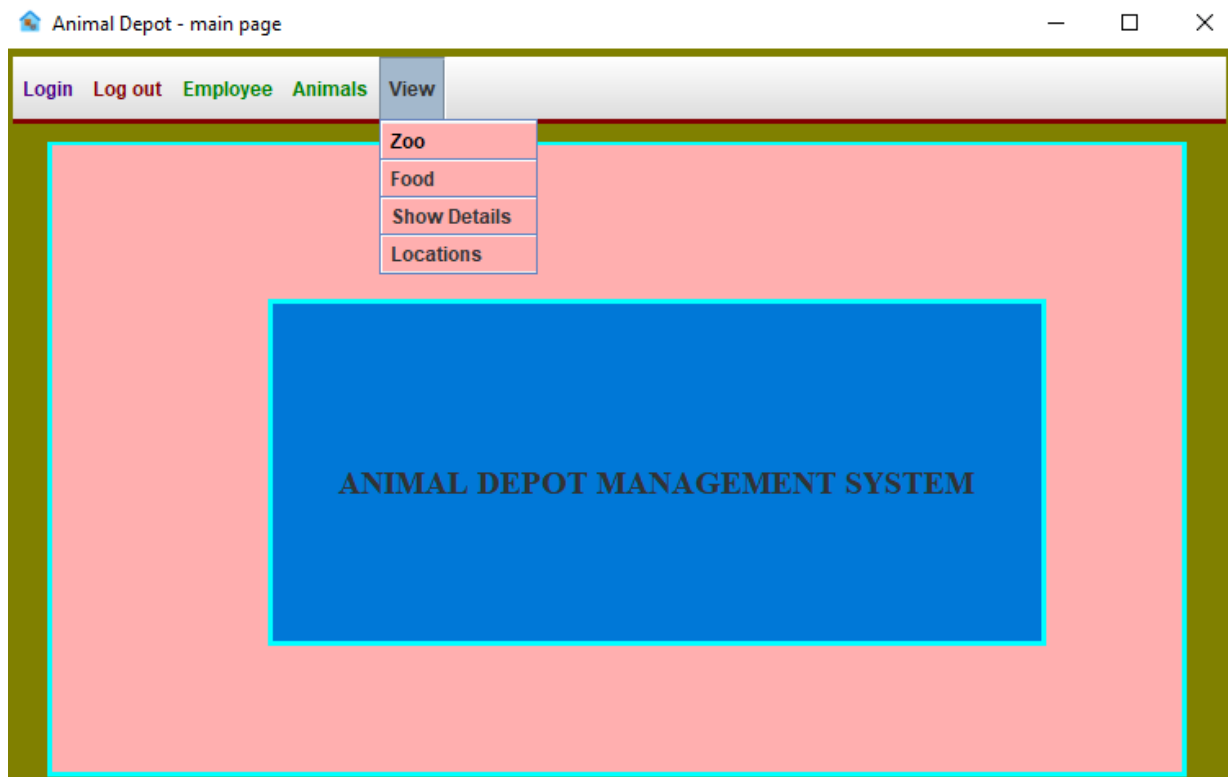 Animal Depot - main page
Login Log out Employee Animals View
Zoo
Food
Show Details
Locations
ANIMAL DEPOT MANAGEMENT SYSTEM